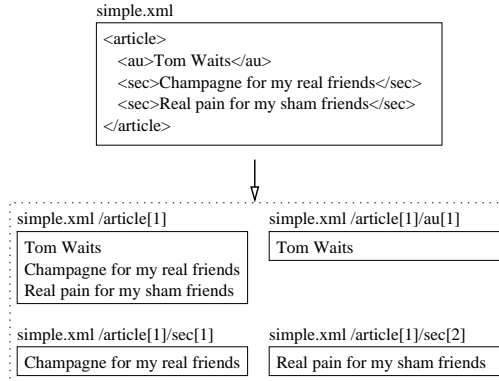 simple.xml
<article>
<au>Tom Waits</au>
<sec>Champagne for my real friends</sec>
<sec>Real pain for my sham friends</sec>
</article>
simple.xml /article[1]
Tom Waits
Champagne for my real friends
Real pain for my sham friends
simple.xml /article[1]/au[1]
Tom Waits
simple.xml /article[1]/sec[1]
Champagne for my real friends
simple.xml /article[1]/sec[2]
Real pain for my sham friends